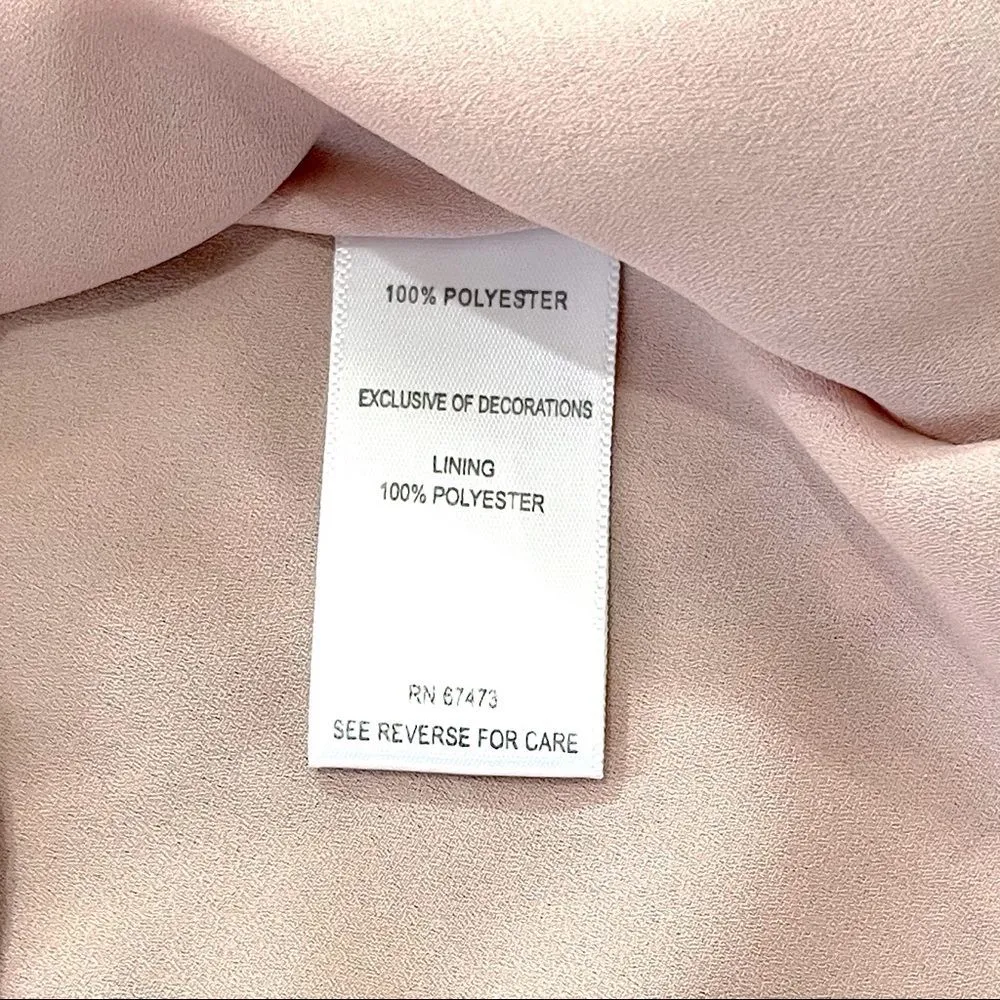 100% POLYESTER
EXCLUSIVE OF DECORATIONS
LINING
100% POLYESTER
RN 67473
SEE REVERSE FOR CARE